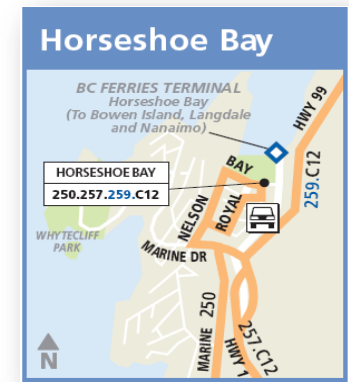 Horseshoe Bay
BC FERRIES TERMINAL
Horseshoe Bay
(To Bowen Island, Langdale
and Nanaimo)
HWY 99
BAY
HORSESHOE BAY
250.257.259.C12
259.C12
NELSON
ROYAL
WHYTECLIFF
PARK
MARINE DR
MARINE 250
257.C12
HWY 1
N